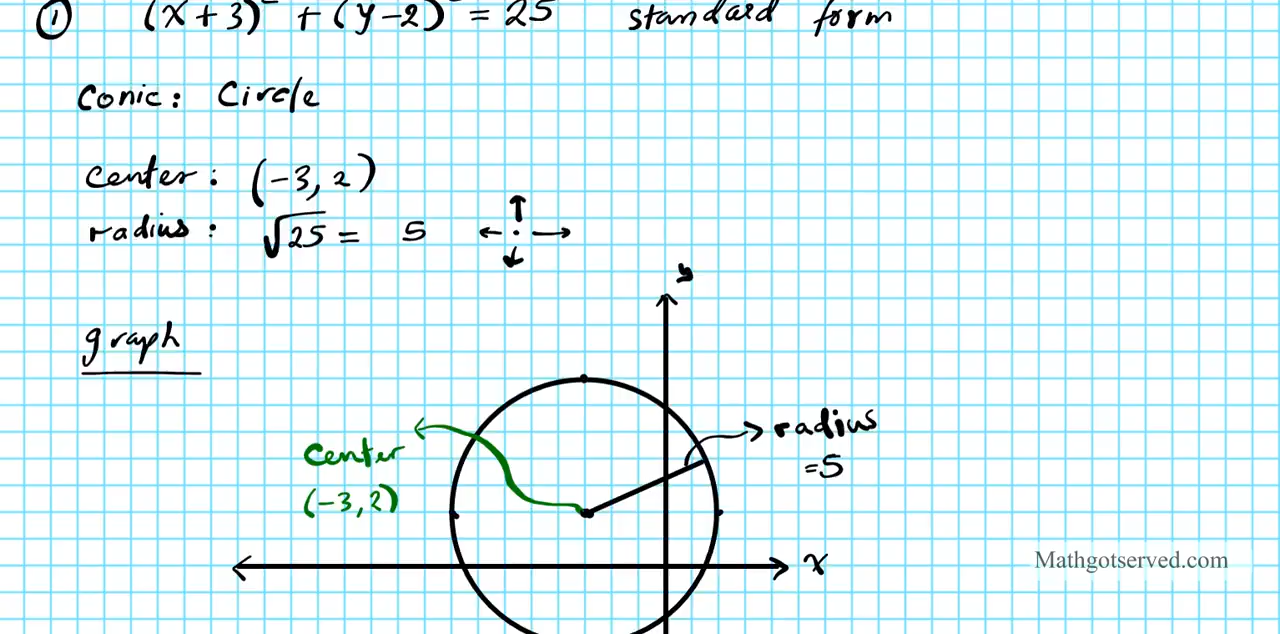 ① (x+3)² + (y-2)² = 25 standard form
Conic: Circle
center: (-3, 2)
radius: √25 = 5
graph
y
radius
=5
Center
(-3, 2)
x
Mathgotserved.com